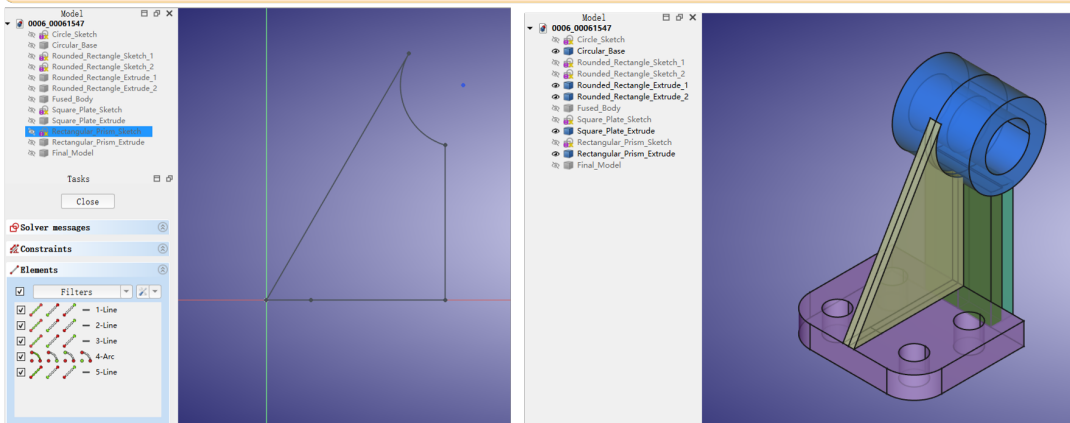 Model
0006_00061547
Circle_Sketch
Circular_Base
Rounded_Rectangle_Sketch_1
Rounded_Rectangle_Sketch_2
Rounded_Rectangle_Extrude_1
Rounded_Rectangle_Extrude_2
Fused_Body
Square_Plate_Sketch
Square_Plate_Extrude
Rectangular_Prism_Sketch
Rectangular_Prism_Extrude
Final_Model
Tasks
Close
Solver messages
Constraints
Elements
Filters
1-Line
2-Line
3-Line
4-Arc
5-Line
Model
0006_00061547
Circle_Sketch
Circular_Base
Rounded_Rectangle_Sketch_1
Rounded_Rectangle_Sketch_2
Rounded_Rectangle_Extrude_1
Rounded_Rectangle_Extrude_2
Fused_Body
Square_Plate_Sketch
Square_Plate_Extrude
Rectangular_Prism_Sketch
Rectangular_Prism_Extrude
Final_Model